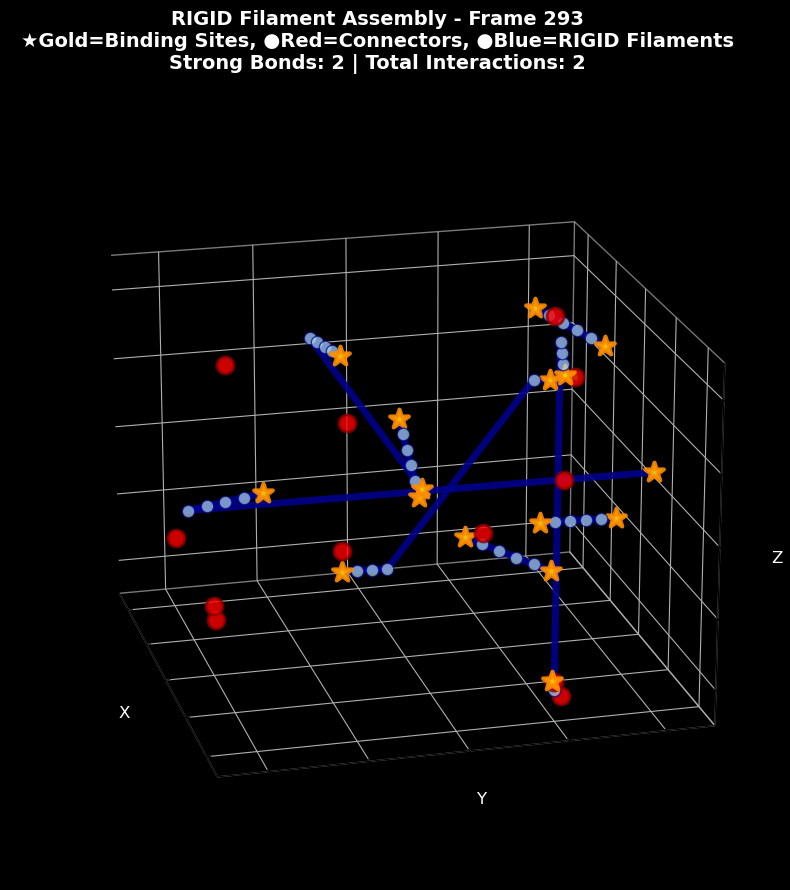 RIGID Filament Assembly - Frame 293
★Gold=Binding Sites, ●Red=Connectors, ●Blue=RIGID Filaments
Strong Bonds: 2 | Total Interactions: 2
Z
X
Y